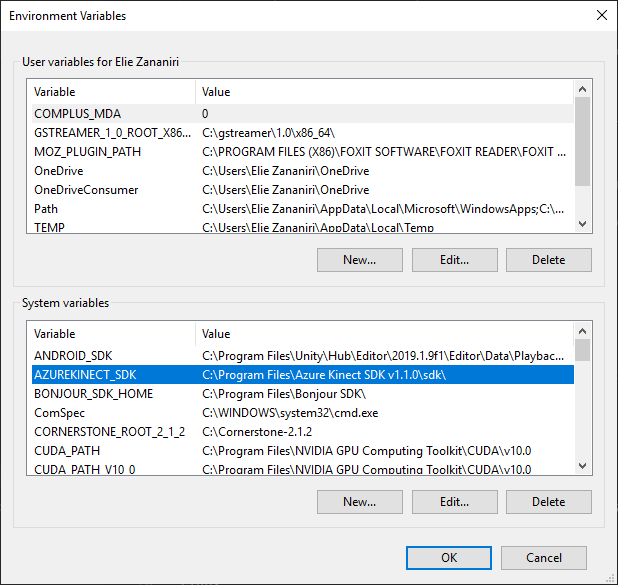 Environment Variables
User variables for Elie Zananiri
Variable Value
COMPLUS_MDA 0
GSTREAMER_1_0_ROOT_X86... C:\gstreamer\1.0\x86_64\
MOZ_PLUGIN_PATH C:\PROGRAM FILES (X86)\FOXIT SOFTWARE\FOXIT READER\FOXIT ...
OneDrive C:\Users\Elie Zananiri\OneDrive
OneDriveConsumer C:\Users\Elie Zananiri\OneDrive
Path C:\Users\Elie Zananiri\AppData\Local\Microsoft\WindowsApps;C:\...
TEMP C:\Users\Elie Zananiri\AppData\Local\Temp
New... Edit... Delete
System variables
Variable Value
ANDROID_SDK C:\Program Files\Unity\Hub\Editor\2019.1.9f1\Editor\Data\Playbac...
AZUREKINECT_SDK C:\Program Files\Azure Kinect SDK v1.1.0\sdk\
BONJOUR_SDK_HOME C:\Program Files\Bonjour SDK\
ComSpec C:\WINDOWS\system32\cmd.exe
CORNERSTONE_ROOT_2_1_2 C:\Cornerstone-2.1.2
CUDA_PATH C:\Program Files\NVIDIA GPU Computing Toolkit\CUDA\v10.0
CUDA_PATH_V10_0 C:\Program Files\NVIDIA GPU Computing Toolkit\CUDA\v10.0
New... Edit... Delete
OK Cancel